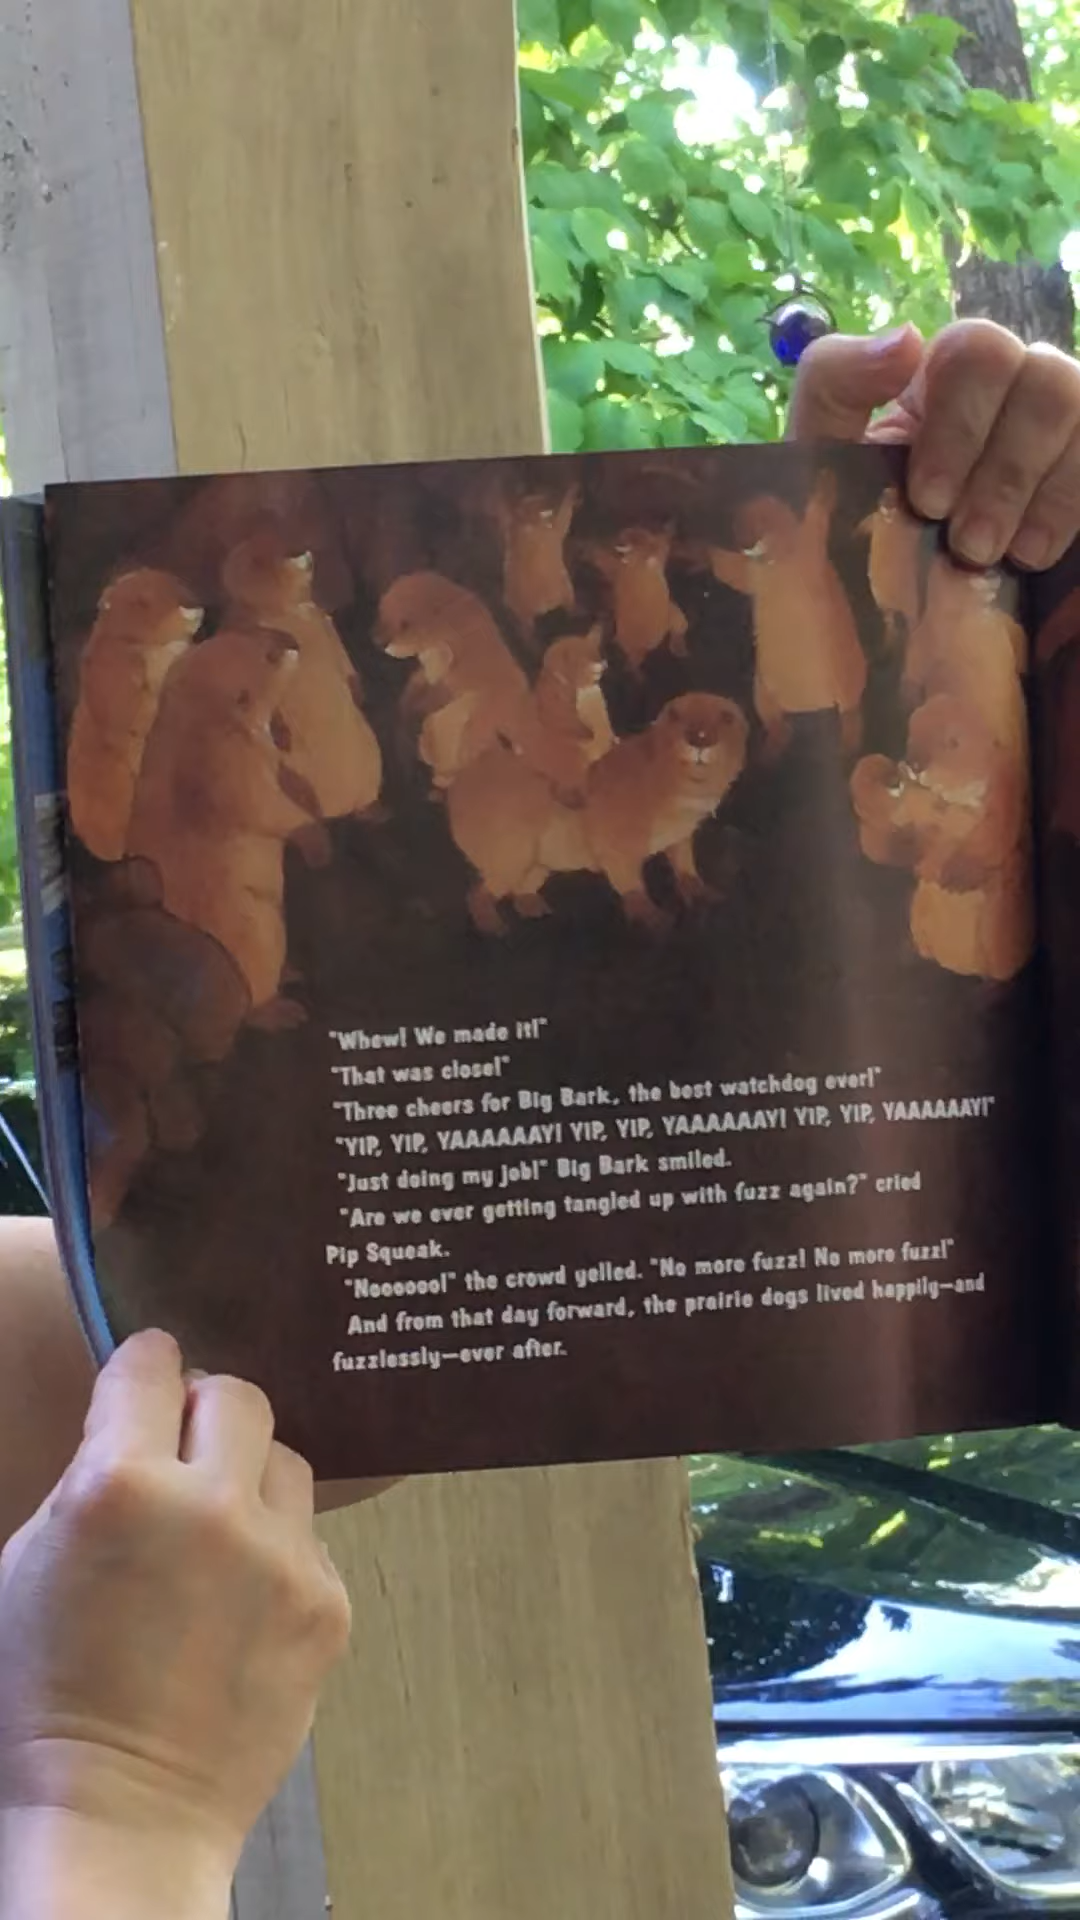 "Whew! We made it!"
"That was close!"
"Three cheers for Big Bark, the best watchdog ever!"
"YIP, YIP, YAAAAAAY! YIP, YIP, YAAAAAAY! YIP, YIP, YAAAAAAY!"
"Just doing my job!" Big Bark smiled.
"Are we ever getting tangled up with fuzz again?" cried
Pip Squeak.
"Noooooo!" the crowd yelled. "No more fuzz! No more fuzz!"
And from that day forward, the prairie dogs lived happily—and
fuzzlessly—ever after.